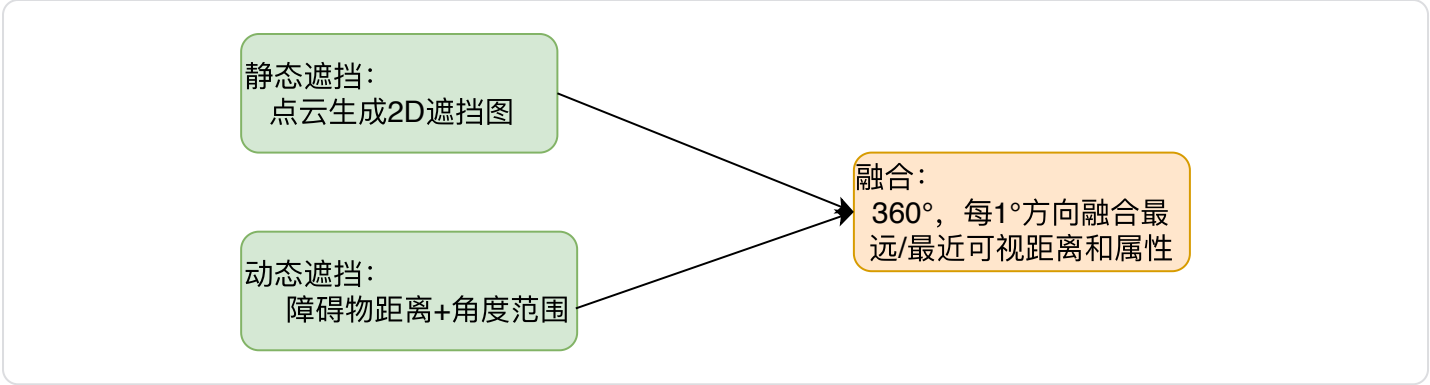 静态遮挡：
点云生成2D遮挡图
动态遮挡：
障碍物距离+角度范围
融合：
360°，每1°方向融合最
远/最近可视距离和属性